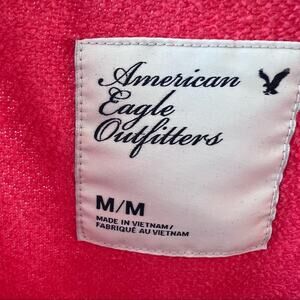 American
Eagle
Outfitters
M/M
MADE IN VIETNAM/
FABRIQUÉ AU VIETNAM